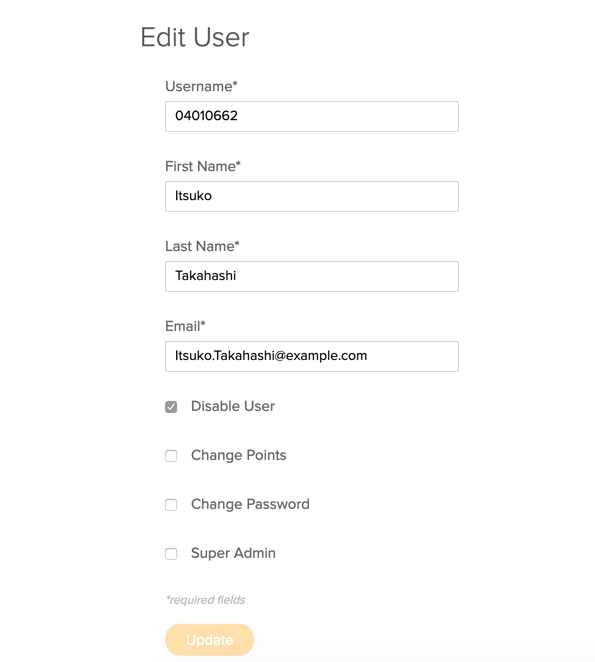 Edit User
Username*
04010662
First Name*
Itsuko
Last Name*
Takahashi
Email*
Itsuko.Takahashi@example.com
Disable User
Change Points
Change Password
Super Admin
*required fields
Update